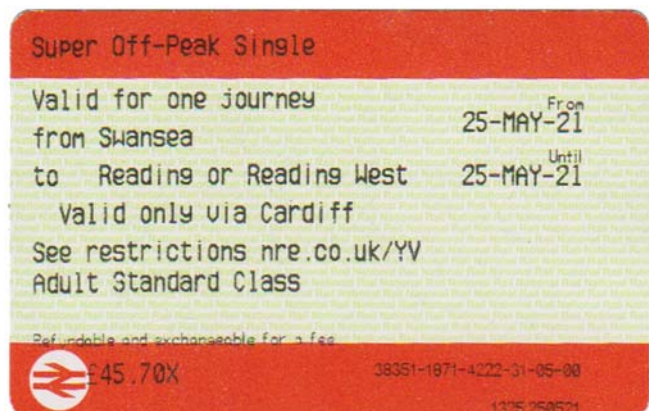 Super Off-Peak Single
Valid for one journey
From
25-MAY-21
from Swansea
Until
to Reading or Reading West 25-MAY-21
Valid only via Cardiff
See restrictions nre.co.uk/YV
Adult Standard Class
Refundable and exchangeable for a fee
£45.70X 38351-1871-4222-31-05-00
1325 250521